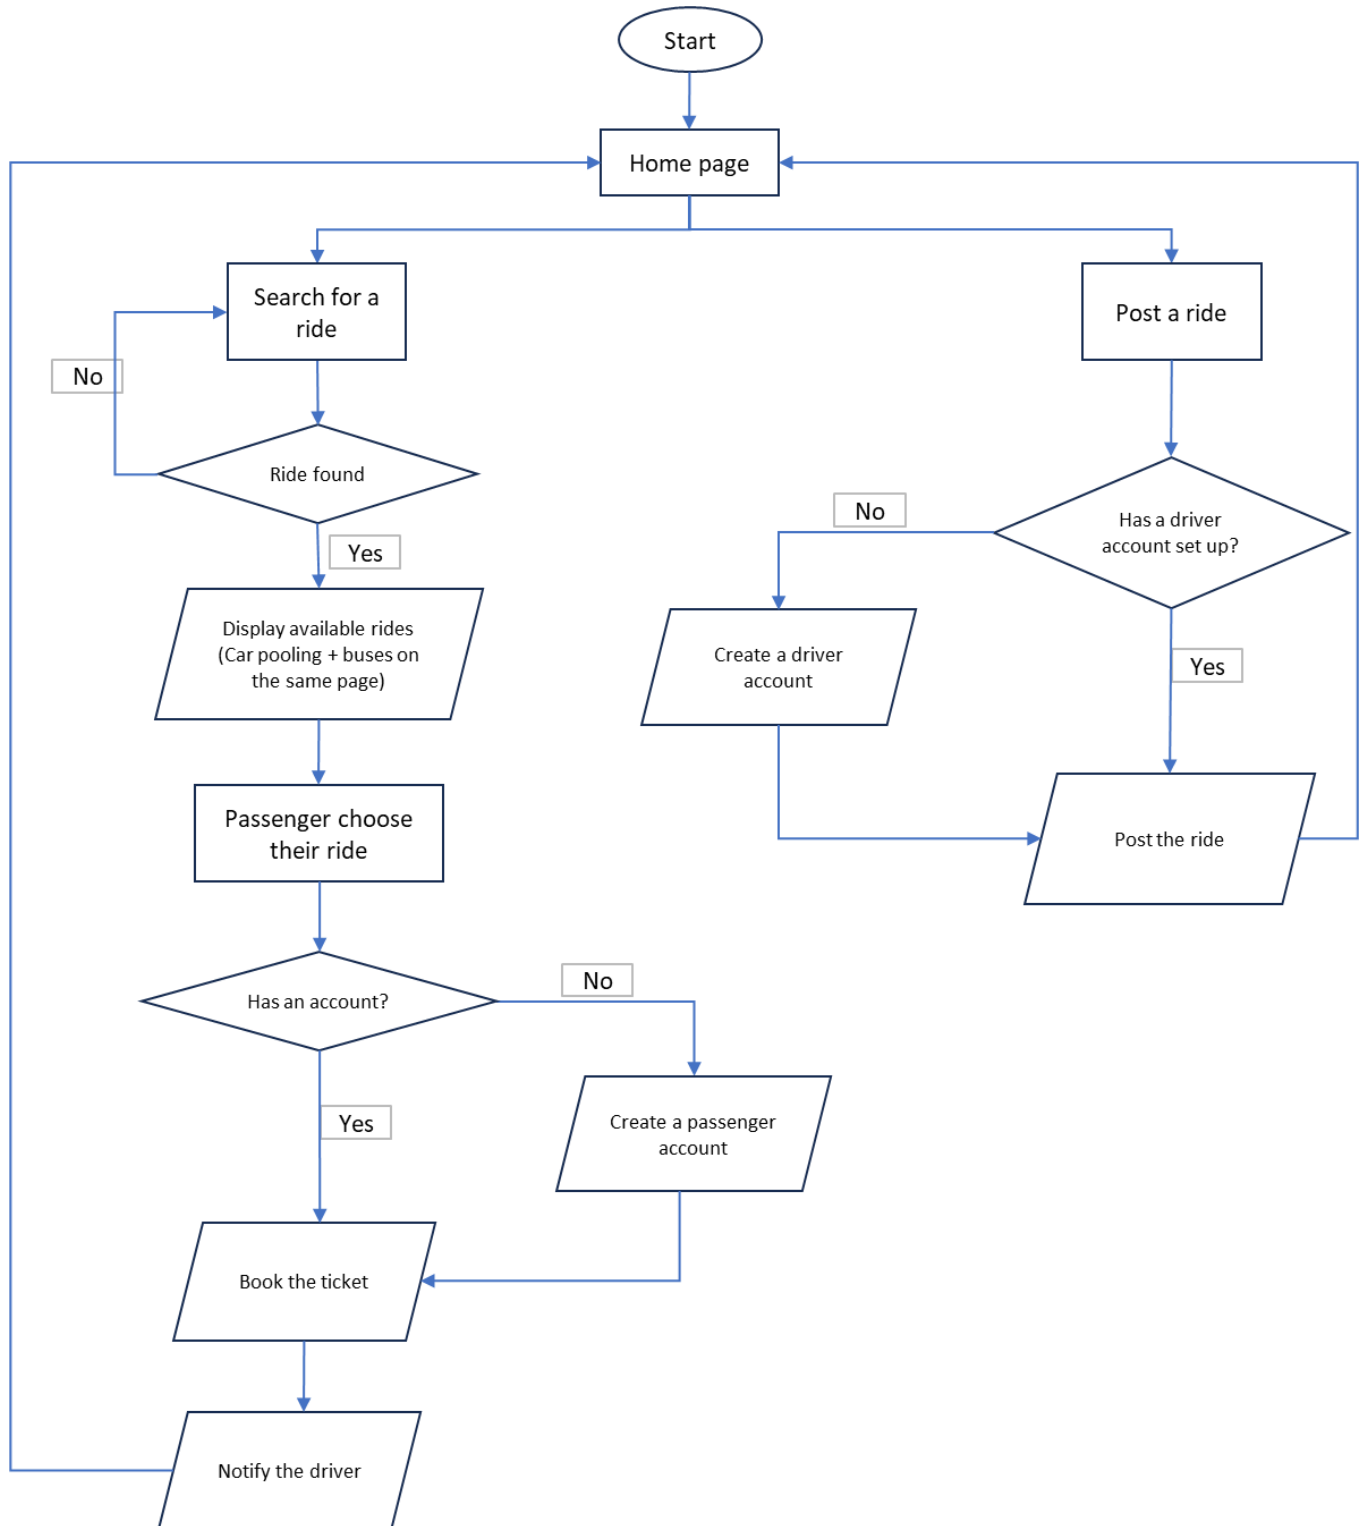 Start
Home page
Search for a
ride
Post a ride
No
Ride found
Yes
Display available rides
(Car pooling + buses on
the same page)
Passenger choose
their ride
Has an account?
No
Yes
Create a passenger
account
Book the ticket
Notify the driver
Has a driver
account set up?
No
Create a driver
account
Yes
Post the ride